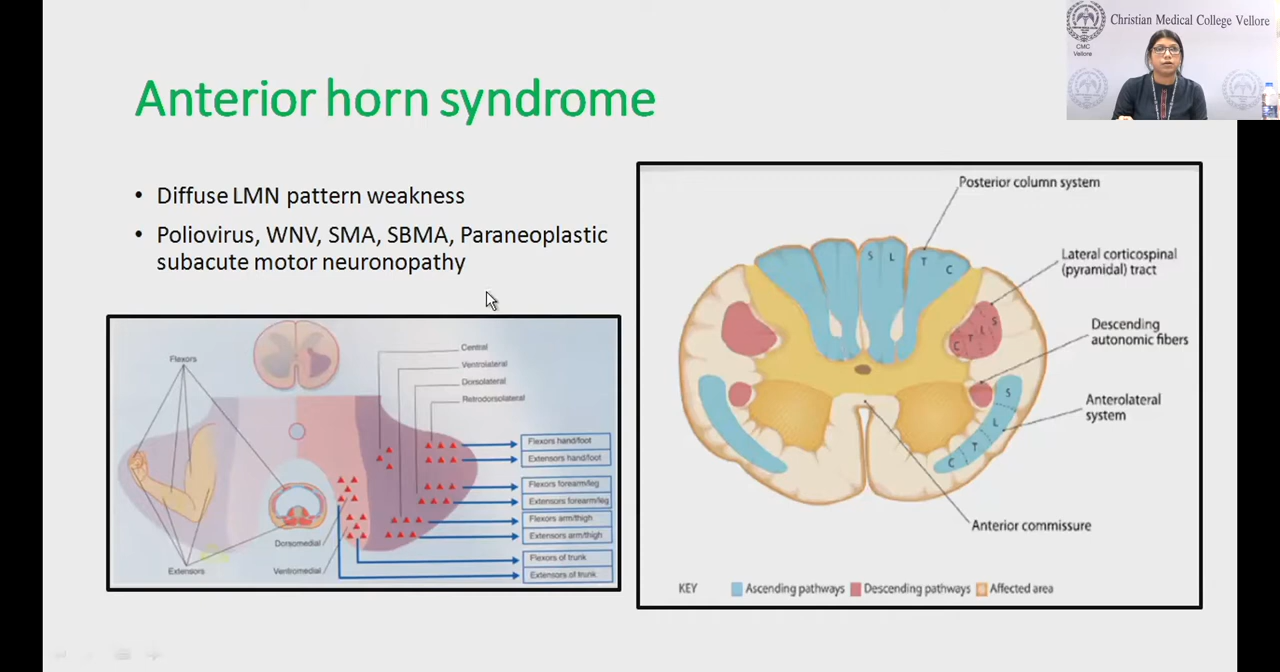 Christian Medical College Vellore
CMC
Vellore
Anterior horn syndrome
• Diffuse LMN pattern weakness
• Poliovirus, WNV, SMA, SBMA, Paraneoplastic
subacute motor neuronopathy
Flexors
Extensors
Central
Ventrolateral
Dorsolateral
Retrodorsolateral
Flexors hand/foot
Extensors hand/foot
Flexors forearm/leg
Extensors forearm/leg
Flexors arm/thigh
Extensors arm/thigh
Flexors of trunk
Extensors of trunk
Dorsomedial
Ventromedial
Posterior column system
Lateral corticospinal
(pyramidal) tract
Descending
autonomic fibers
Anterolateral
system
Anterior commissure
S L T C
S
L
T
C
S
L
T
C
KEY Ascending pathways Descending pathways Affected area